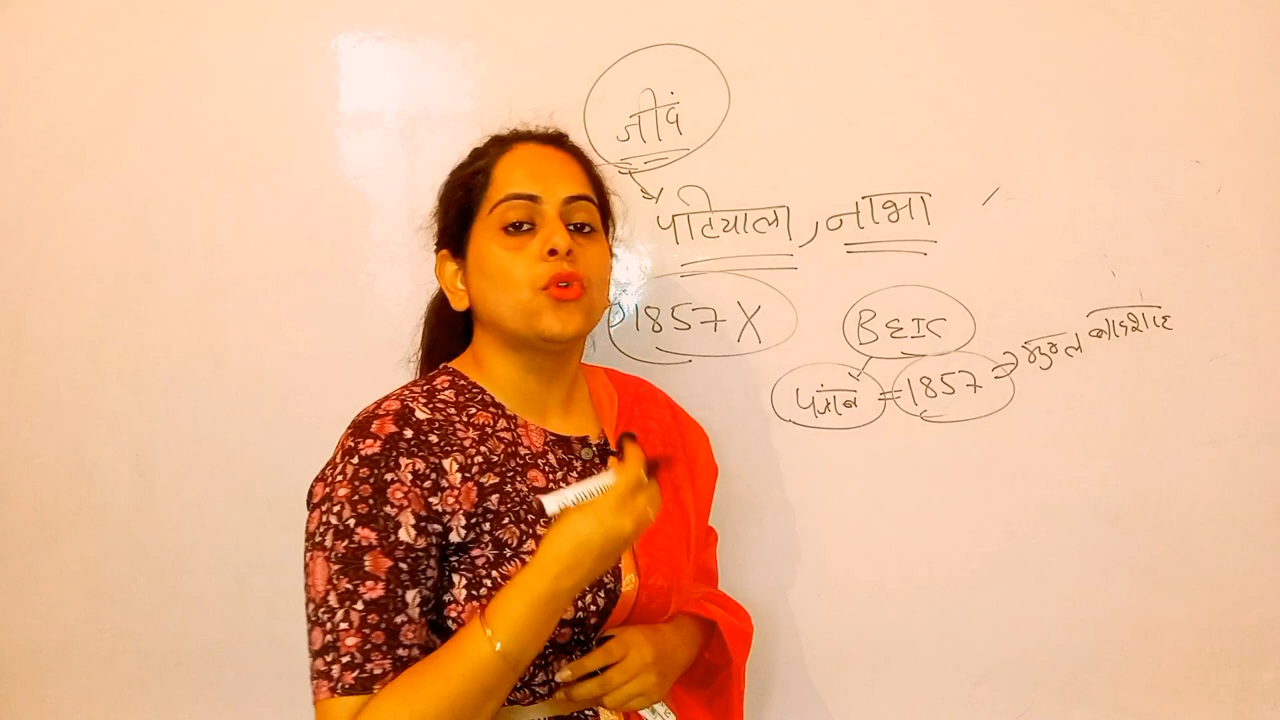 जींद
पटियाला, नाभा
1857 X
BEIC
पंजाब = 1857 → मुगल बादशाह